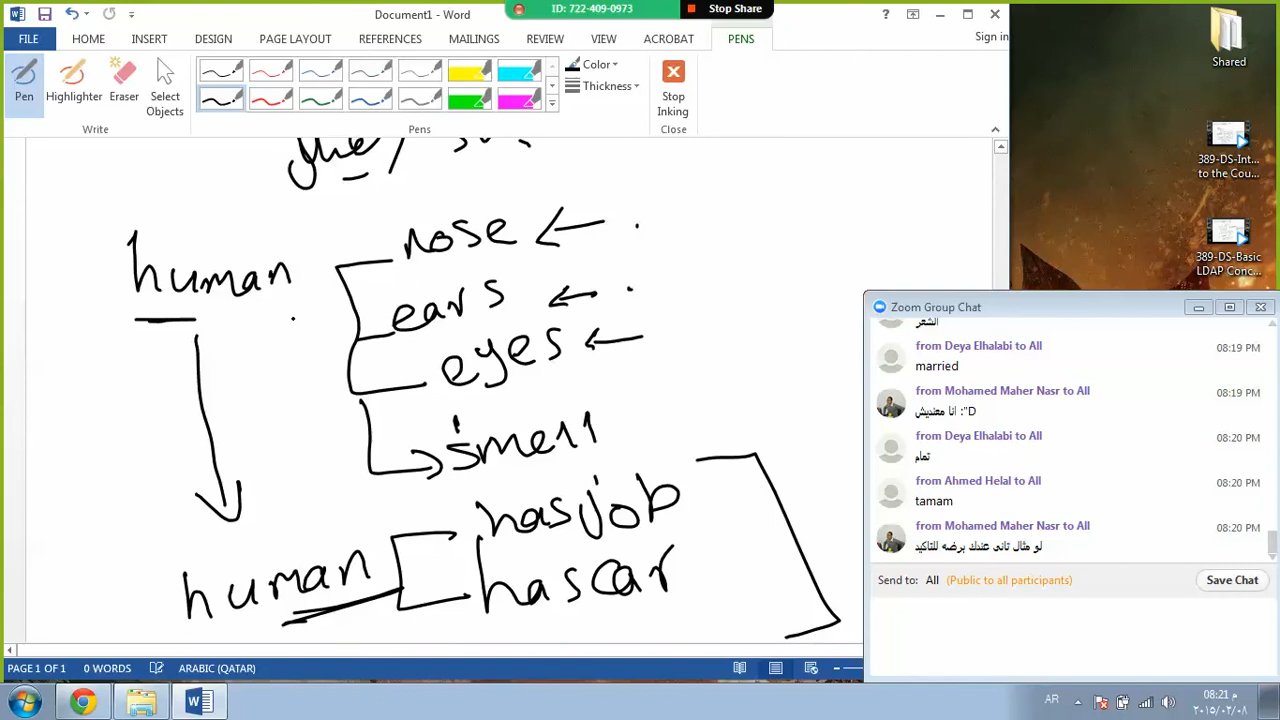 Document1 - Word
ID: 722-409-0973
Stop Share
?
FILE
HOME
INSERT
DESIGN
PAGE LAYOUT
REFERENCES
MAILINGS
REVIEW
VIEW
ACROBAT
PENS
Sign in
Pen
Highlighter
Eraser
Select Objects
Color
Thickness
Stop Inking
Write
Pens
Close
human
nose
ears
eyes
smell
human
hasjob
hascar
Shared
389-DS-Int...
to the Cou...
389-DS-Basic
LDAP Conc...
Zoom Group Chat
الشعر
from Deya Elhalabi to All
08:19 PM
married
from Mohamed Maher Nasr to All
08:19 PM
انا معنديش :"D
from Deya Elhalabi to All
08:20 PM
تمام
from Ahmed Helal to All
08:20 PM
tamam
from Mohamed Maher Nasr to All
08:20 PM
لو مثال تانى عندك برضه للتاكيد
Send to: All (Public to all participants)
Save Chat
PAGE 1 OF 1
0 WORDS
ARABIC (QATAR)
AR
08:21 م
٢٠١٥/٠٣/٠٨